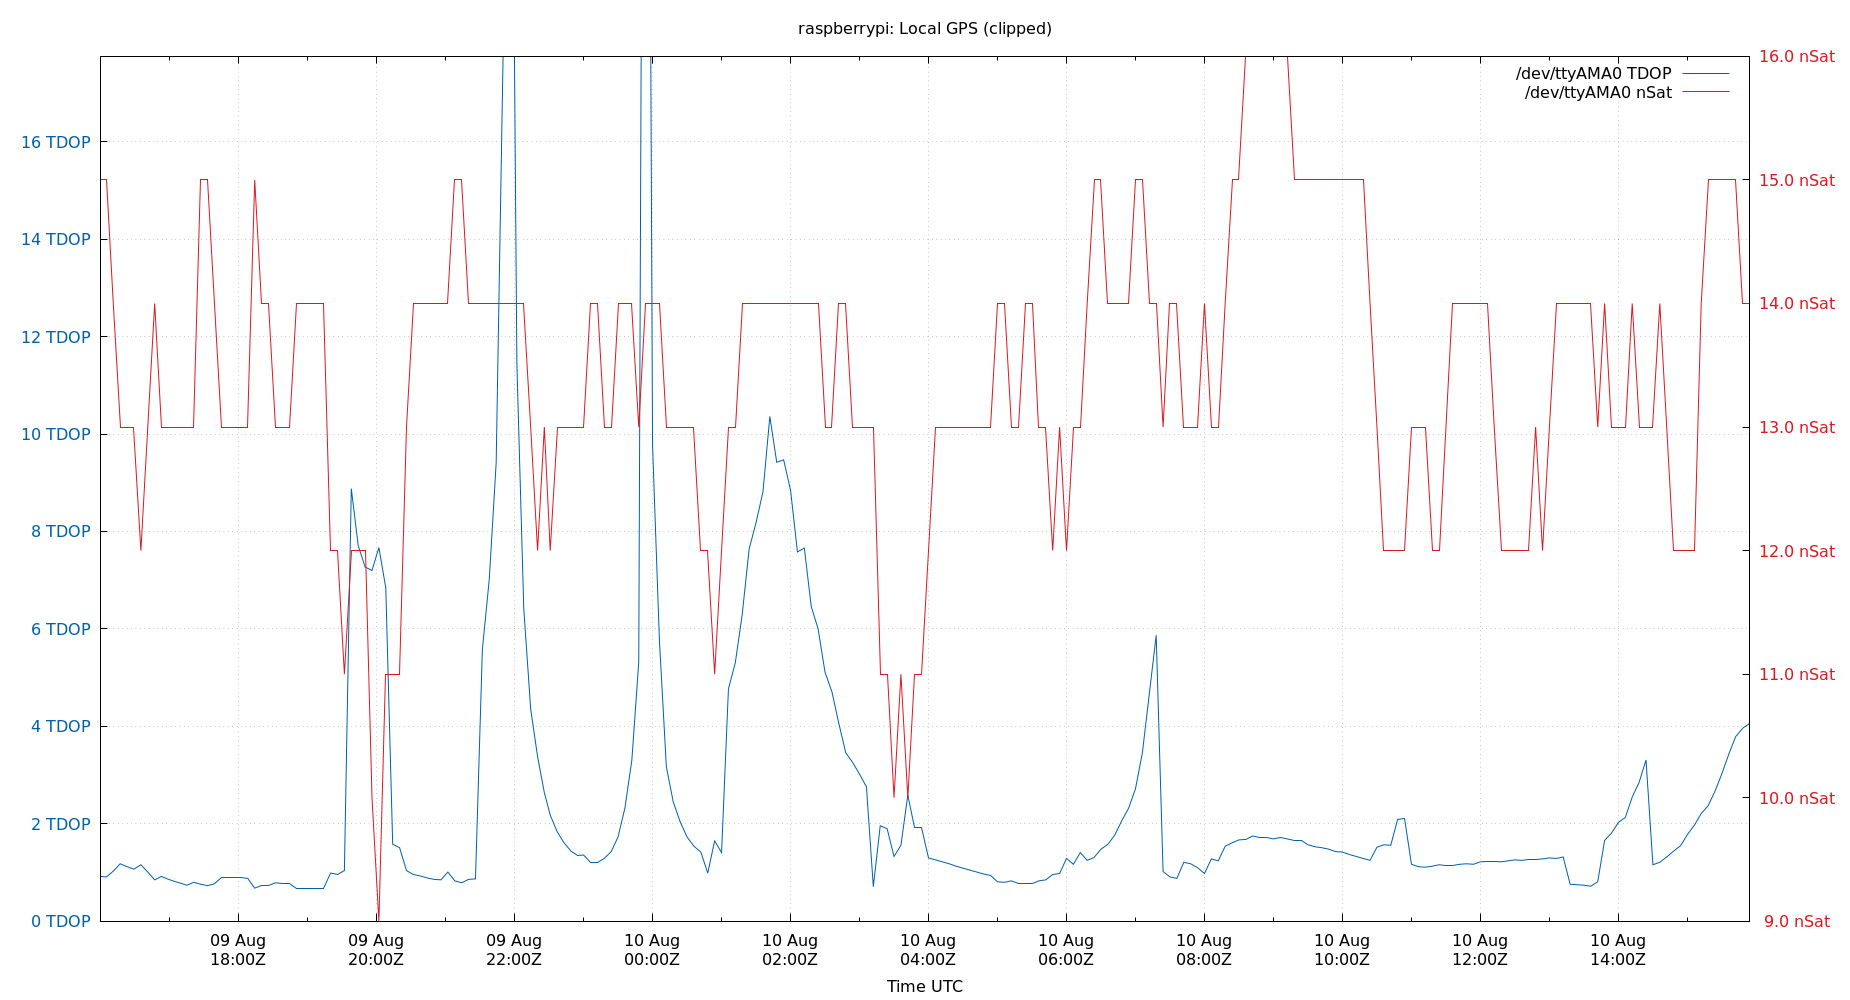 raspberrypi: Local GPS (clipped)
/dev/ttyAMA0 TDOP
/dev/ttyAMA0 nSat
16 TDOP
14 TDOP
12 TDOP
10 TDOP
8 TDOP
6 TDOP
4 TDOP
2 TDOP
0 TDOP
16.0 nSat
15.0 nSat
14.0 nSat
13.0 nSat
12.0 nSat
11.0 nSat
10.0 nSat
9.0 nSat
09 Aug
18:00Z
09 Aug
20:00Z
09 Aug
22:00Z
10 Aug
00:00Z
10 Aug
02:00Z
10 Aug
04:00Z
10 Aug
06:00Z
10 Aug
08:00Z
10 Aug
10:00Z
10 Aug
12:00Z
10 Aug
14:00Z
Time UTC